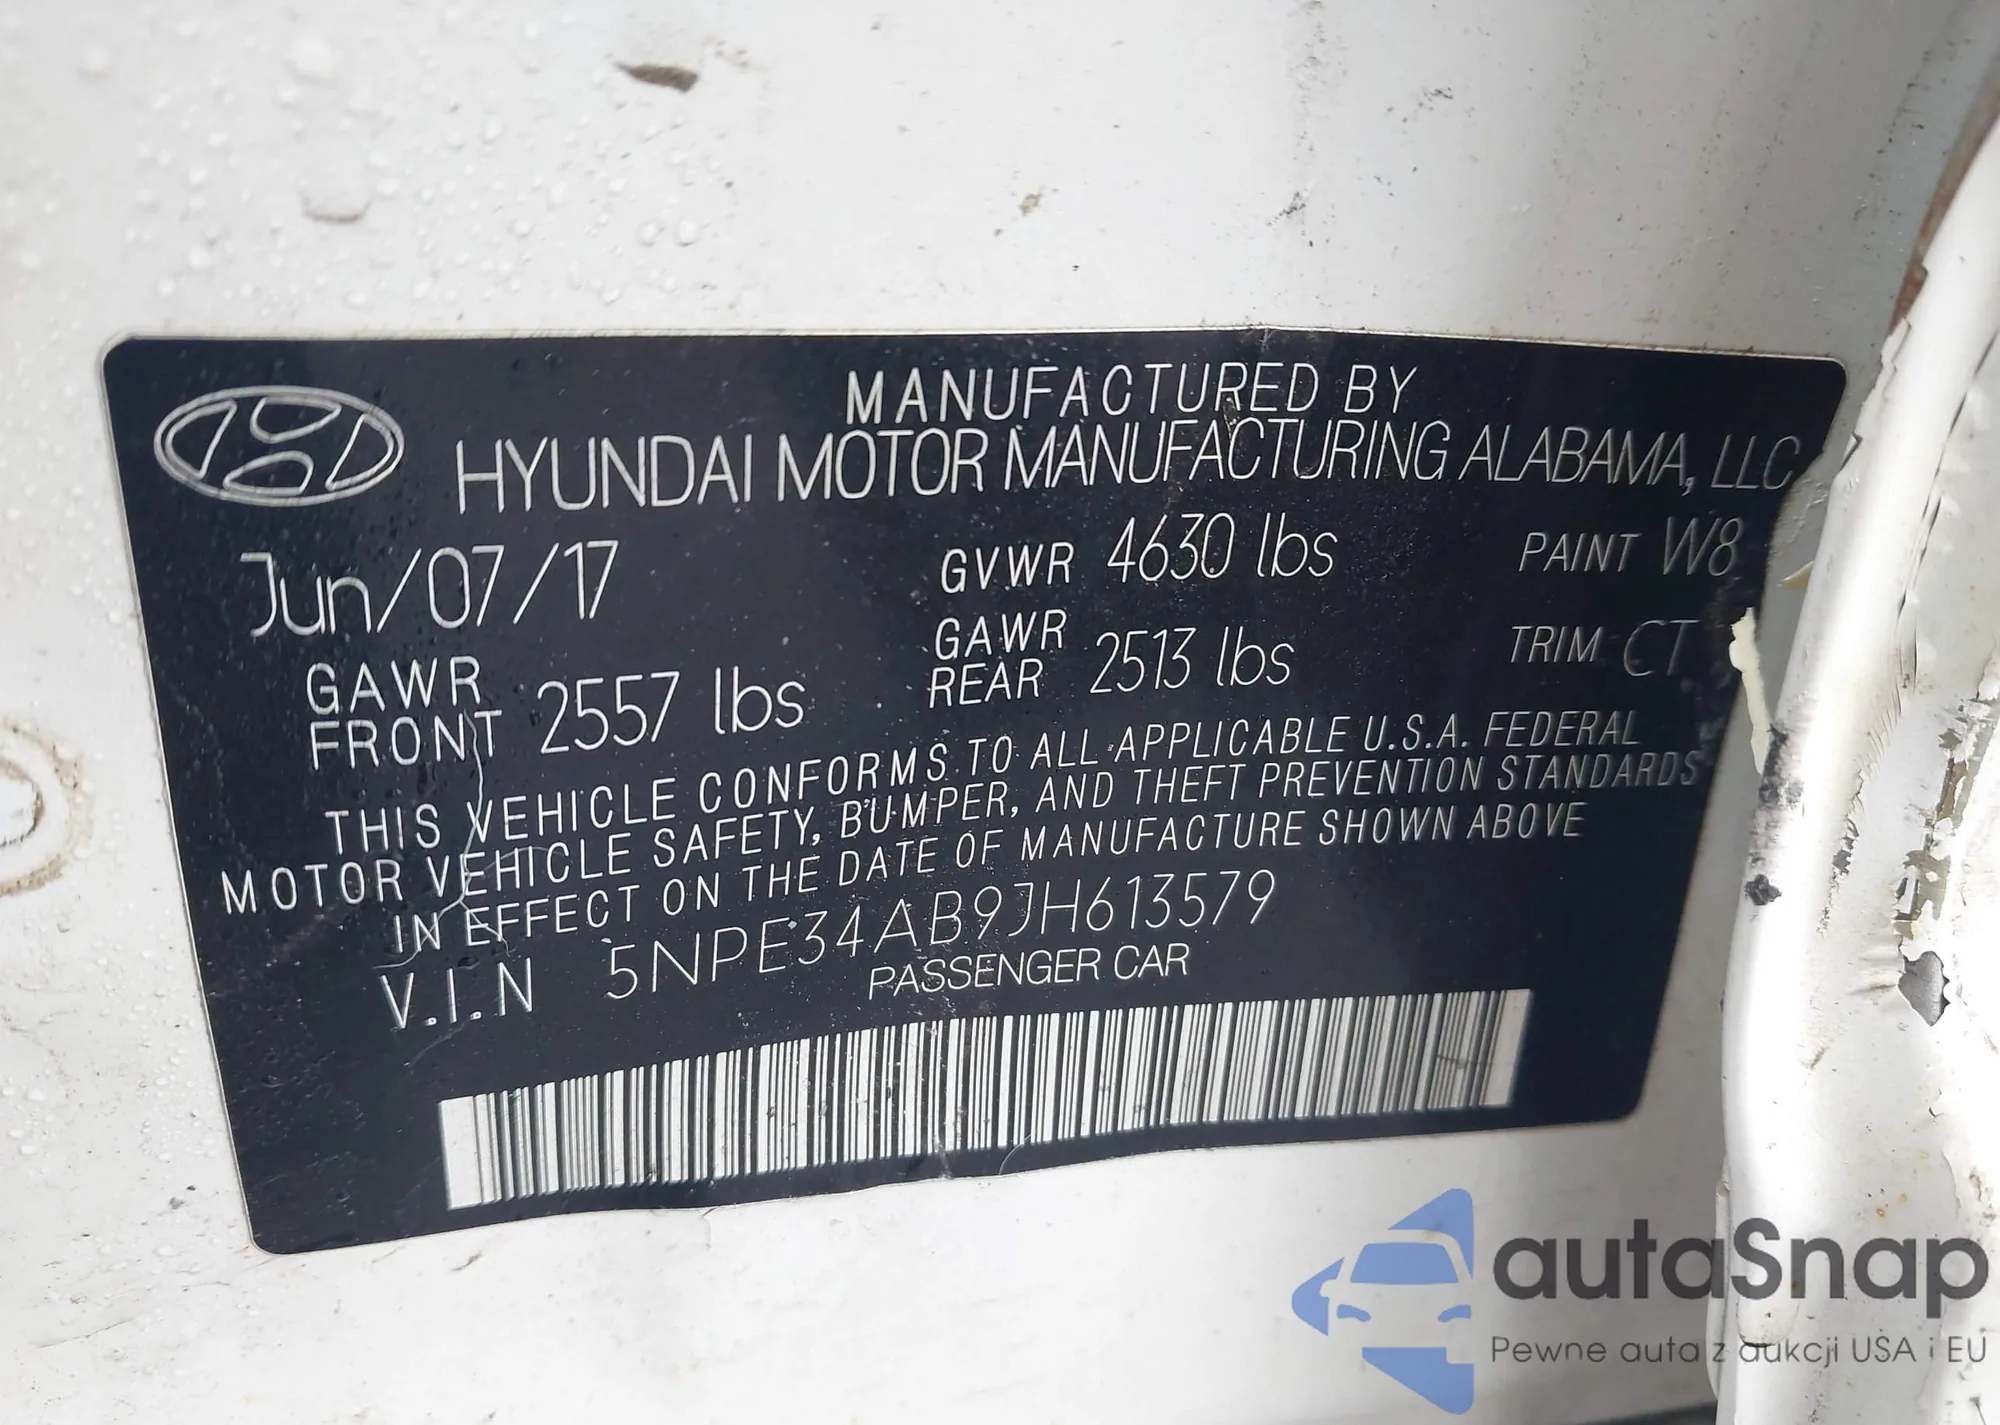 MANUFACTURED BY
HYUNDAI MOTOR MANUFACTURING ALABAMA, LLC
Jun/07/17
GVWR 4630 lbs
PAINT W8
GAWR FRONT 2557 lbs
GAWR REAR 2513 lbs
TRIM CT
THIS VEHICLE CONFORMS TO ALL APPLICABLE U.S.A. FEDERAL
MOTOR VEHICLE SAFETY, BUMPER, AND THEFT PREVENTION STANDARDS
IN EFFECT ON THE DATE OF MANUFACTURE SHOWN ABOVE
V.I.N 5NPE34AB9JH613579
PASSENGER CAR
autoSnap
Pewne auta z aukcji USA i EU